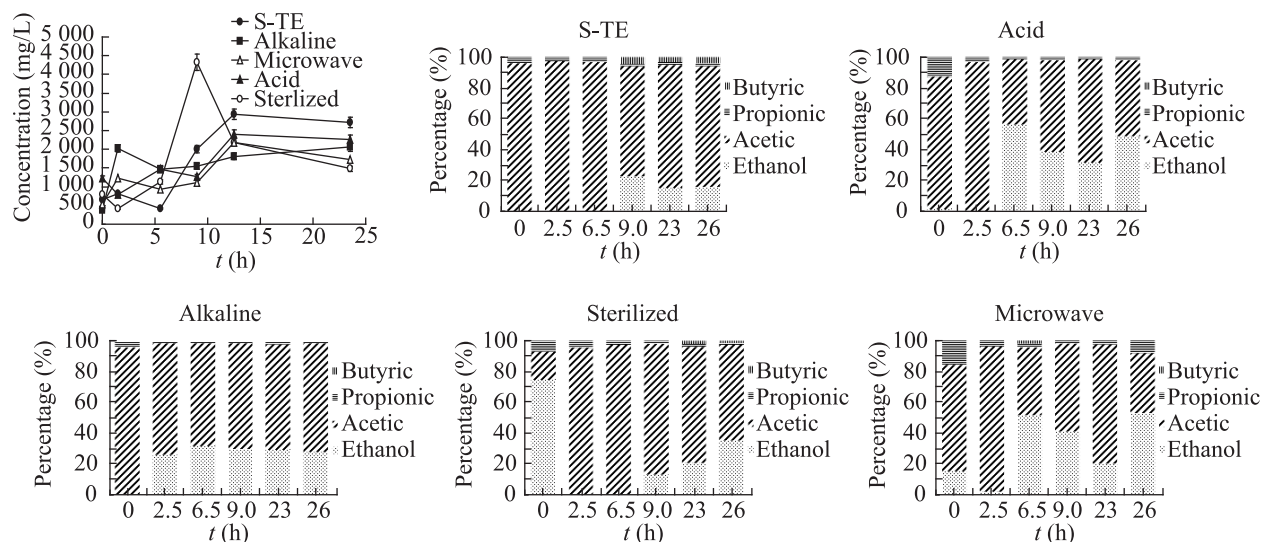 5 000
4 500
4 000
3 500
3 000
2 500
2 000
1 500
1 000
500
0
Concentration (mg/L)
S-TE
Alkaline
Microwave
Acid
Sterlized
0 5 10 15 20 25
t (h)
S-TE
100
80
60
40
20
0
Percentage (%)
Butyric
Propionic
Acetic
Ethanol
0 2.5 6.5 9.0 23 26
t (h)
Acid
100
80
60
40
20
0
Percentage (%)
Butyric
Propionic
Acetic
Ethanol
0 2.5 6.5 9.0 23 26
t (h)
Alkaline
100
80
60
40
20
0
Percentage (%)
Butyric
Propionic
Acetic
Ethanol
0 2.5 6.5 9.0 23 26
t (h)
Sterilized
100
80
60
40
20
0
Percentage (%)
Butyric
Propionic
Acetic
Ethanol
0 2.5 6.5 9.0 23 26
t (h)
Microwave
100
80
60
40
20
0
Percentage (%)
Butyric
Propionic
Acetic
Ethanol
0 2.5 6.5 9.0 23 26
t (h)